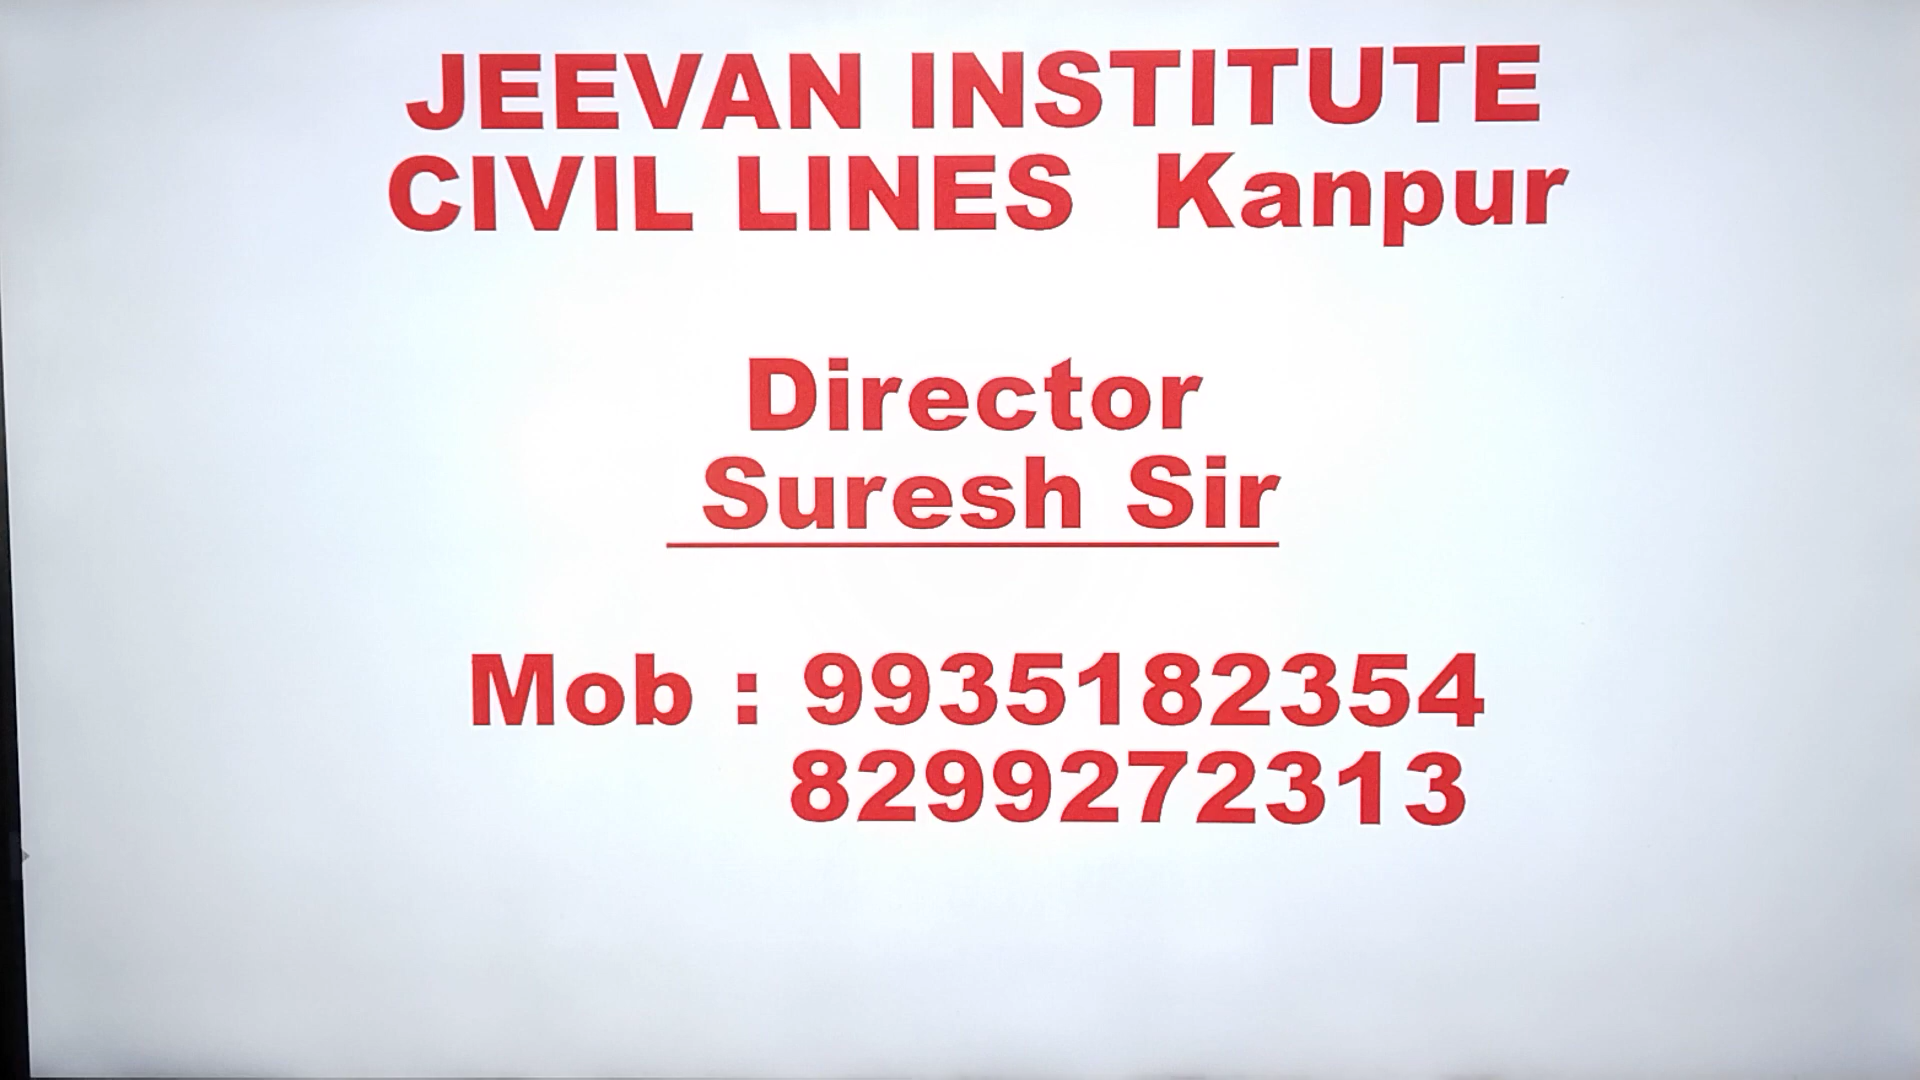 JEEVAN INSTITUTE
CIVIL LINES Kanpur
Director
Suresh Sir
Mob : 9935182354
8299272313